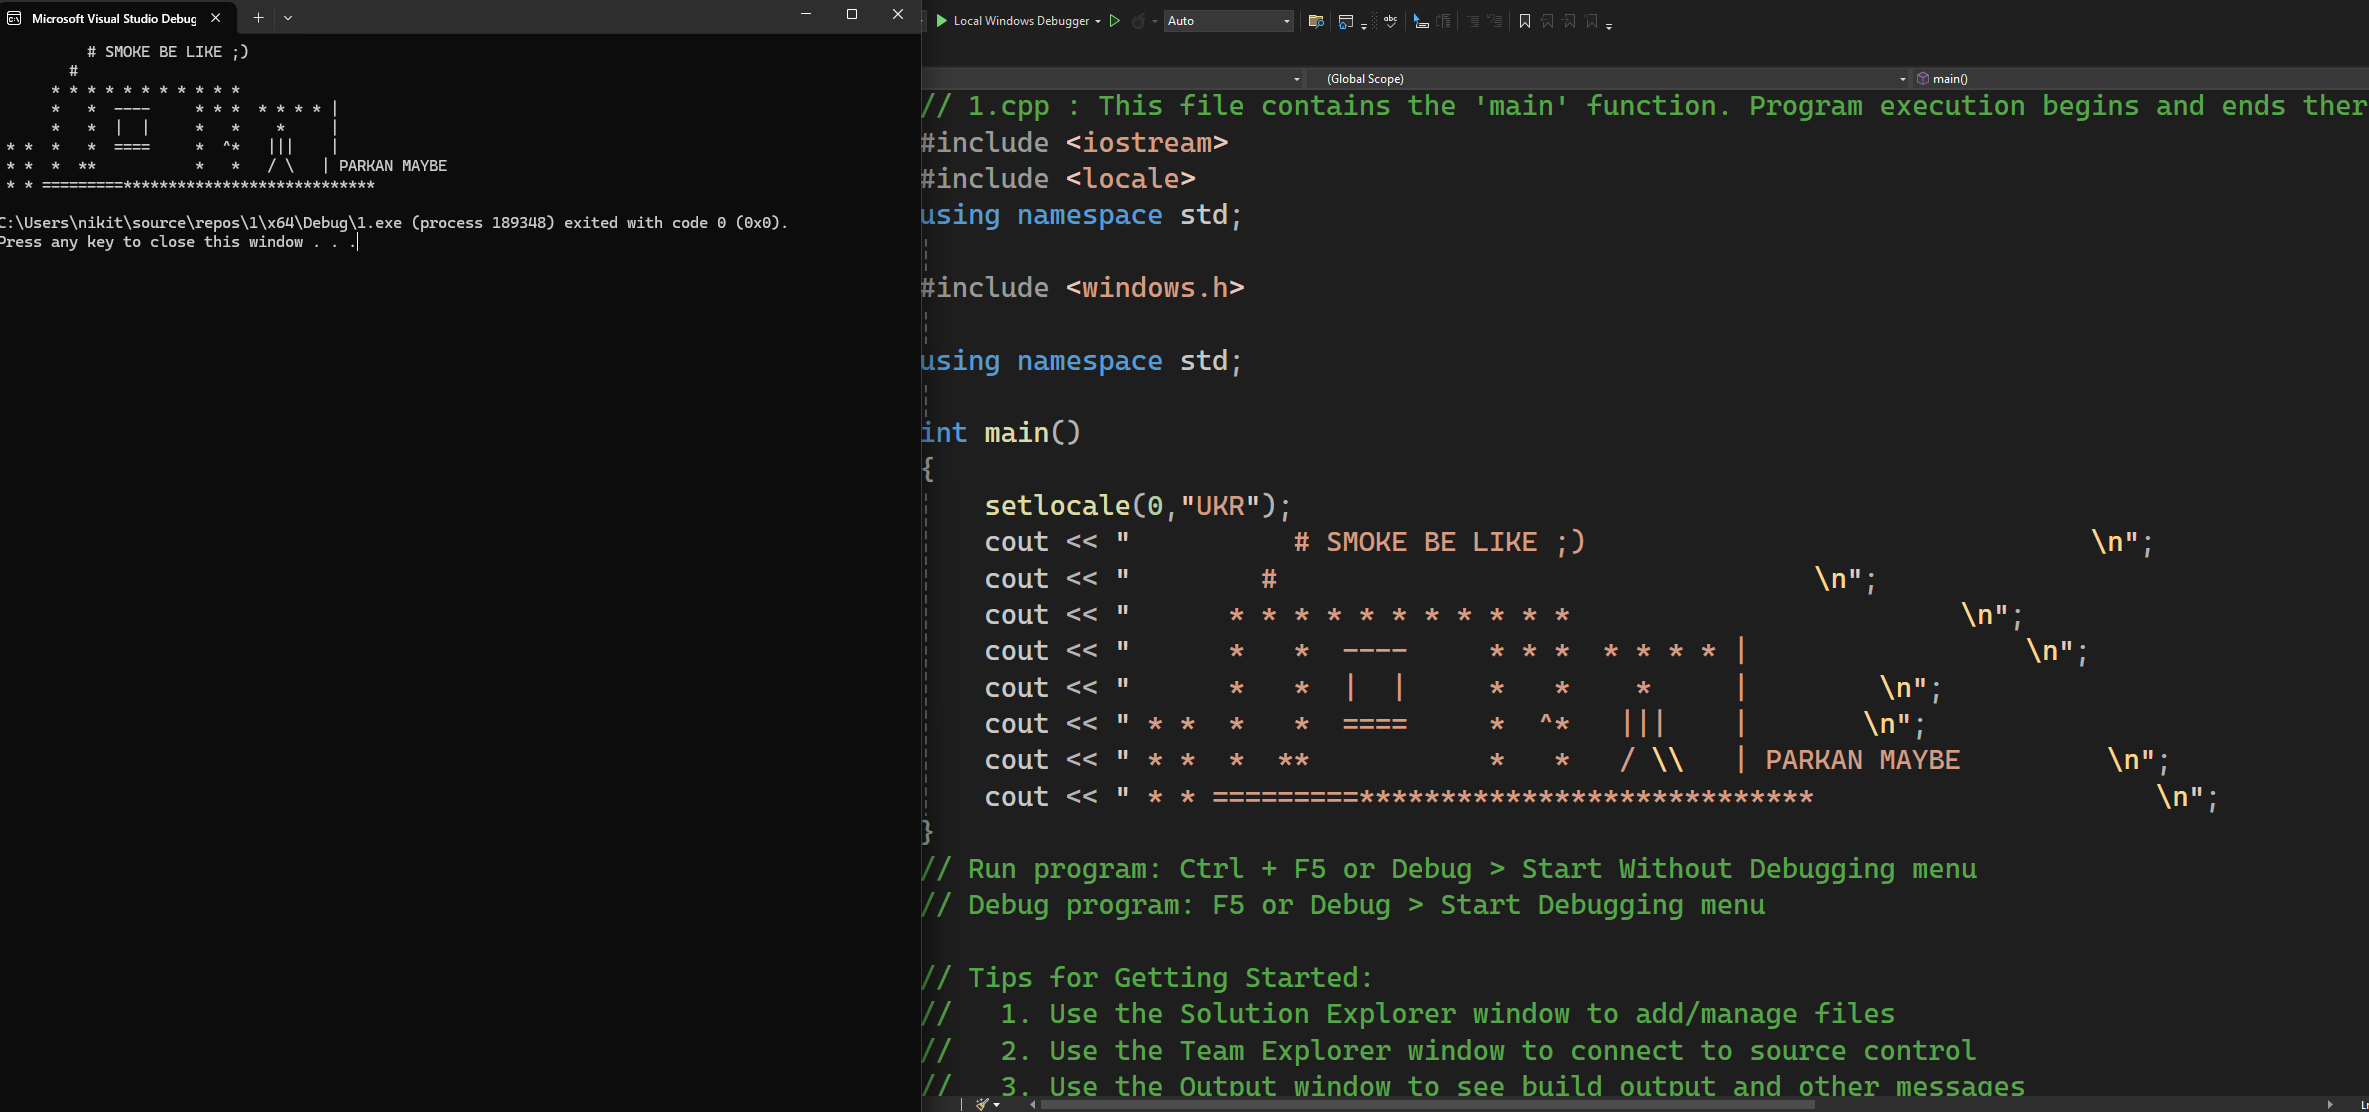 Microsoft Visual Studio Debug
# SMOKE BE LIKE ;)
#
* * * * * * * * * * *
*   *  ----     * * *  * * * * |
*   *  |  |     *   *    *     |
* *  *   *  ====     *  ^*   |||    |
* *  *  **           *   *   / \   | PARKAN MAYBE
* * =========****************************
C:\Users\nikit\source\repos\1\x64\Debug\1.exe (process 189348) exited with code 0 (0x0).
Press any key to close this window . . .
Local Windows Debugger
Auto
(Global Scope)
main()
// 1.cpp : This file contains the 'main' function. Program execution begins and ends ther
#include <iostream>
#include <locale>
using namespace std;
#include <windows.h>
using namespace std;
int main()
{
    setlocale(0,"UKR");
    cout << "          # SMOKE BE LIKE ;)                               \n";
    cout << "        #                                 \n";
    cout << "      * * * * * * * * * * *                        \n";
    cout << "      *   *  ----     * * *  * * * * |                 \n";
    cout << "      *   *  |  |     *   *    *     |        \n";
    cout << " * *  *   *  ====     *  ^*   |||    |       \n";
    cout << " * *  *  **           *   *   / \\   | PARKAN MAYBE         \n";
    cout << " * * =========****************************                     \n";
}
// Run program: Ctrl + F5 or Debug > Start Without Debugging menu
// Debug program: F5 or Debug > Start Debugging menu
// Tips for Getting Started:
//   1. Use the Solution Explorer window to add/manage files
//   2. Use the Team Explorer window to connect to source control
//   3. Use the Output window to see build output and other messages